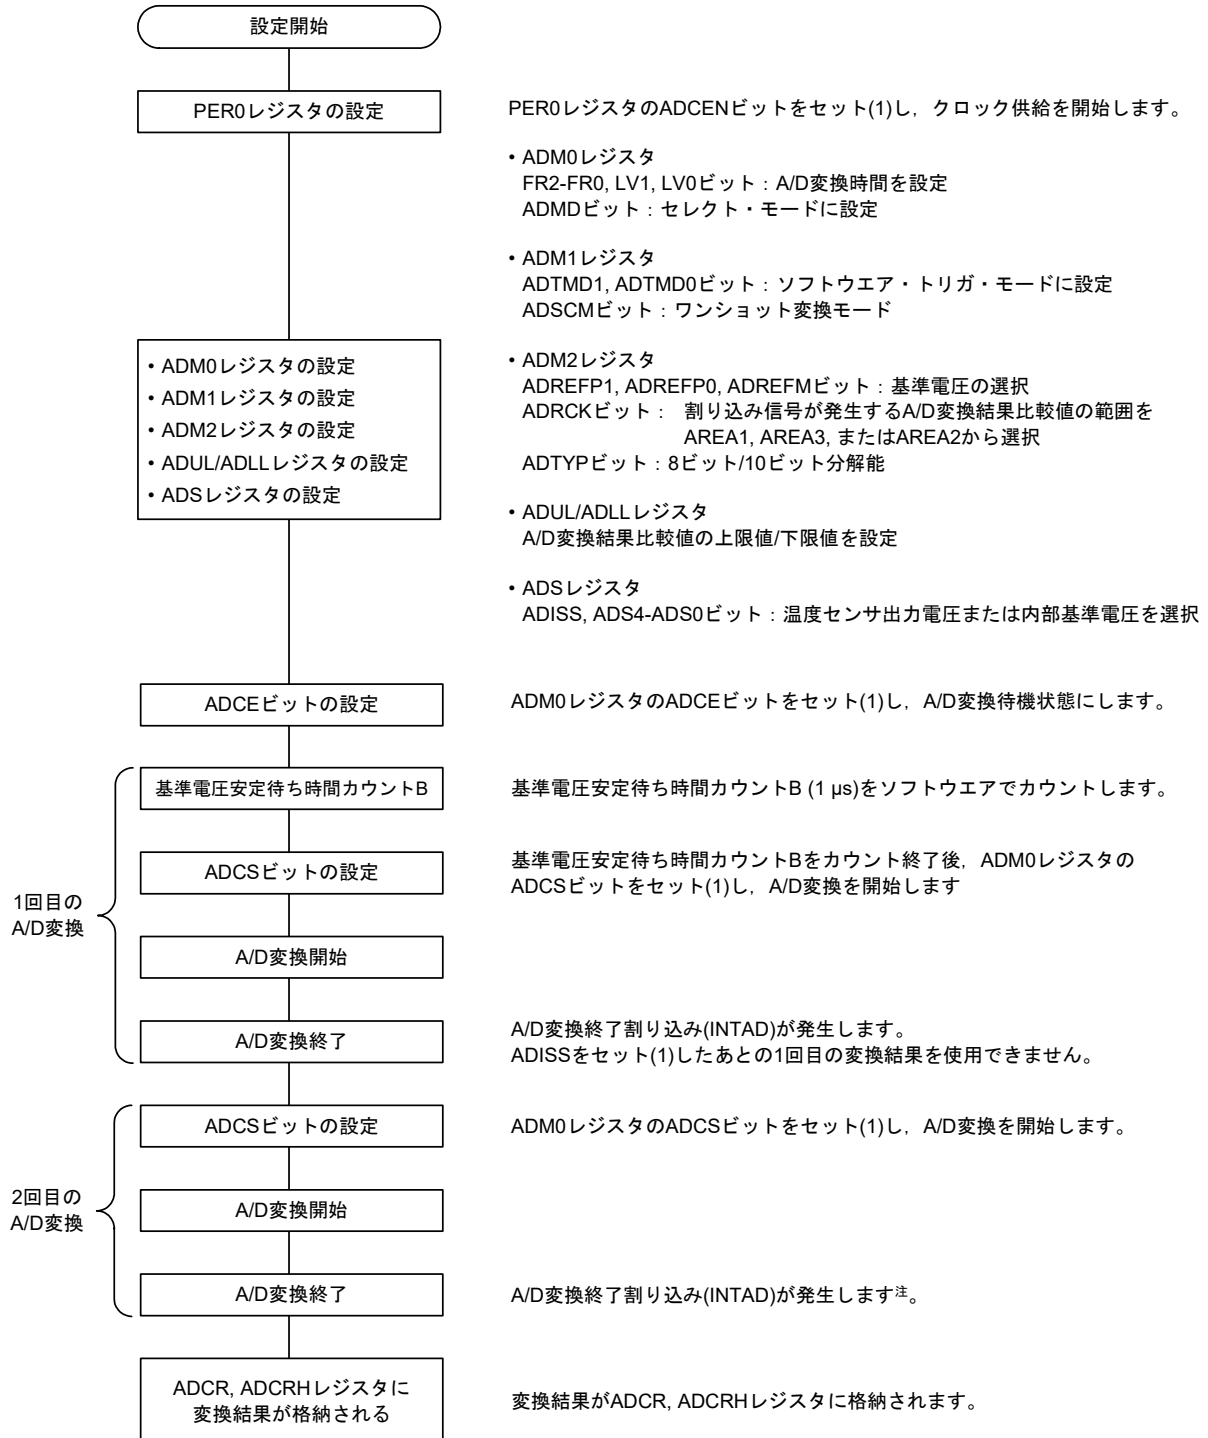 設定開始
PER0レジスタの設定
PER0レジスタのADCENビットをセット(1)し，クロック供給を開始します。
• ADM0レジスタの設定
• ADM1レジスタの設定
• ADM2レジスタの設定
• ADUL/ADLLレジスタの設定
• ADSレジスタの設定
• ADM0レジスタ
FR2-FR0, LV1, LV0ビット：A/D変換時間を設定
ADMDビット：セレクト・モードに設定
• ADM1レジスタ
ADTMD1, ADTMD0ビット：ソフトウエア・トリガ・モードに設定
ADSCMビット：ワンショット変換モード
• ADM2レジスタ
ADREFP1, ADREFP0, ADREFMビット：基準電圧の選択
ADRCKビット： 割り込み信号が発生するA/D変換結果比較値の範囲を
AREA1, AREA3, またはAREA2から選択
ADTYPビット：8ビット/10ビット分解能
• ADUL/ADLLレジスタ
A/D変換結果比較値の上限値/下限値を設定
• ADSレジスタ
ADISS, ADS4-ADS0ビット：温度センサ出力電圧または内部基準電圧を選択
ADCEビットの設定
ADM0レジスタのADCEビットをセット(1)し，A/D変換待機状態にします。
1回目の
A/D変換
基準電圧安定待ち時間カウントB
基準電圧安定待ち時間カウントB (1 µs)をソフトウエアでカウントします。
ADCSビットの設定
基準電圧安定待ち時間カウントBをカウント終了後，ADM0レジスタの
ADCSビットをセット(1)し，A/D変換を開始します
A/D変換開始
A/D変換終了
A/D変換終了割り込み(INTAD)が発生します。
ADISSをセット(1)したあとの1回目の変換結果を使用できません。
2回目の
A/D変換
ADCSビットの設定
ADM0レジスタのADCSビットをセット(1)し，A/D変換を開始します。
A/D変換開始
A/D変換終了
A/D変換終了割り込み(INTAD)が発生します注。
ADCR, ADCRHレジスタに
変換結果が格納される
変換結果がADCR, ADCRHレジスタに格納されます。